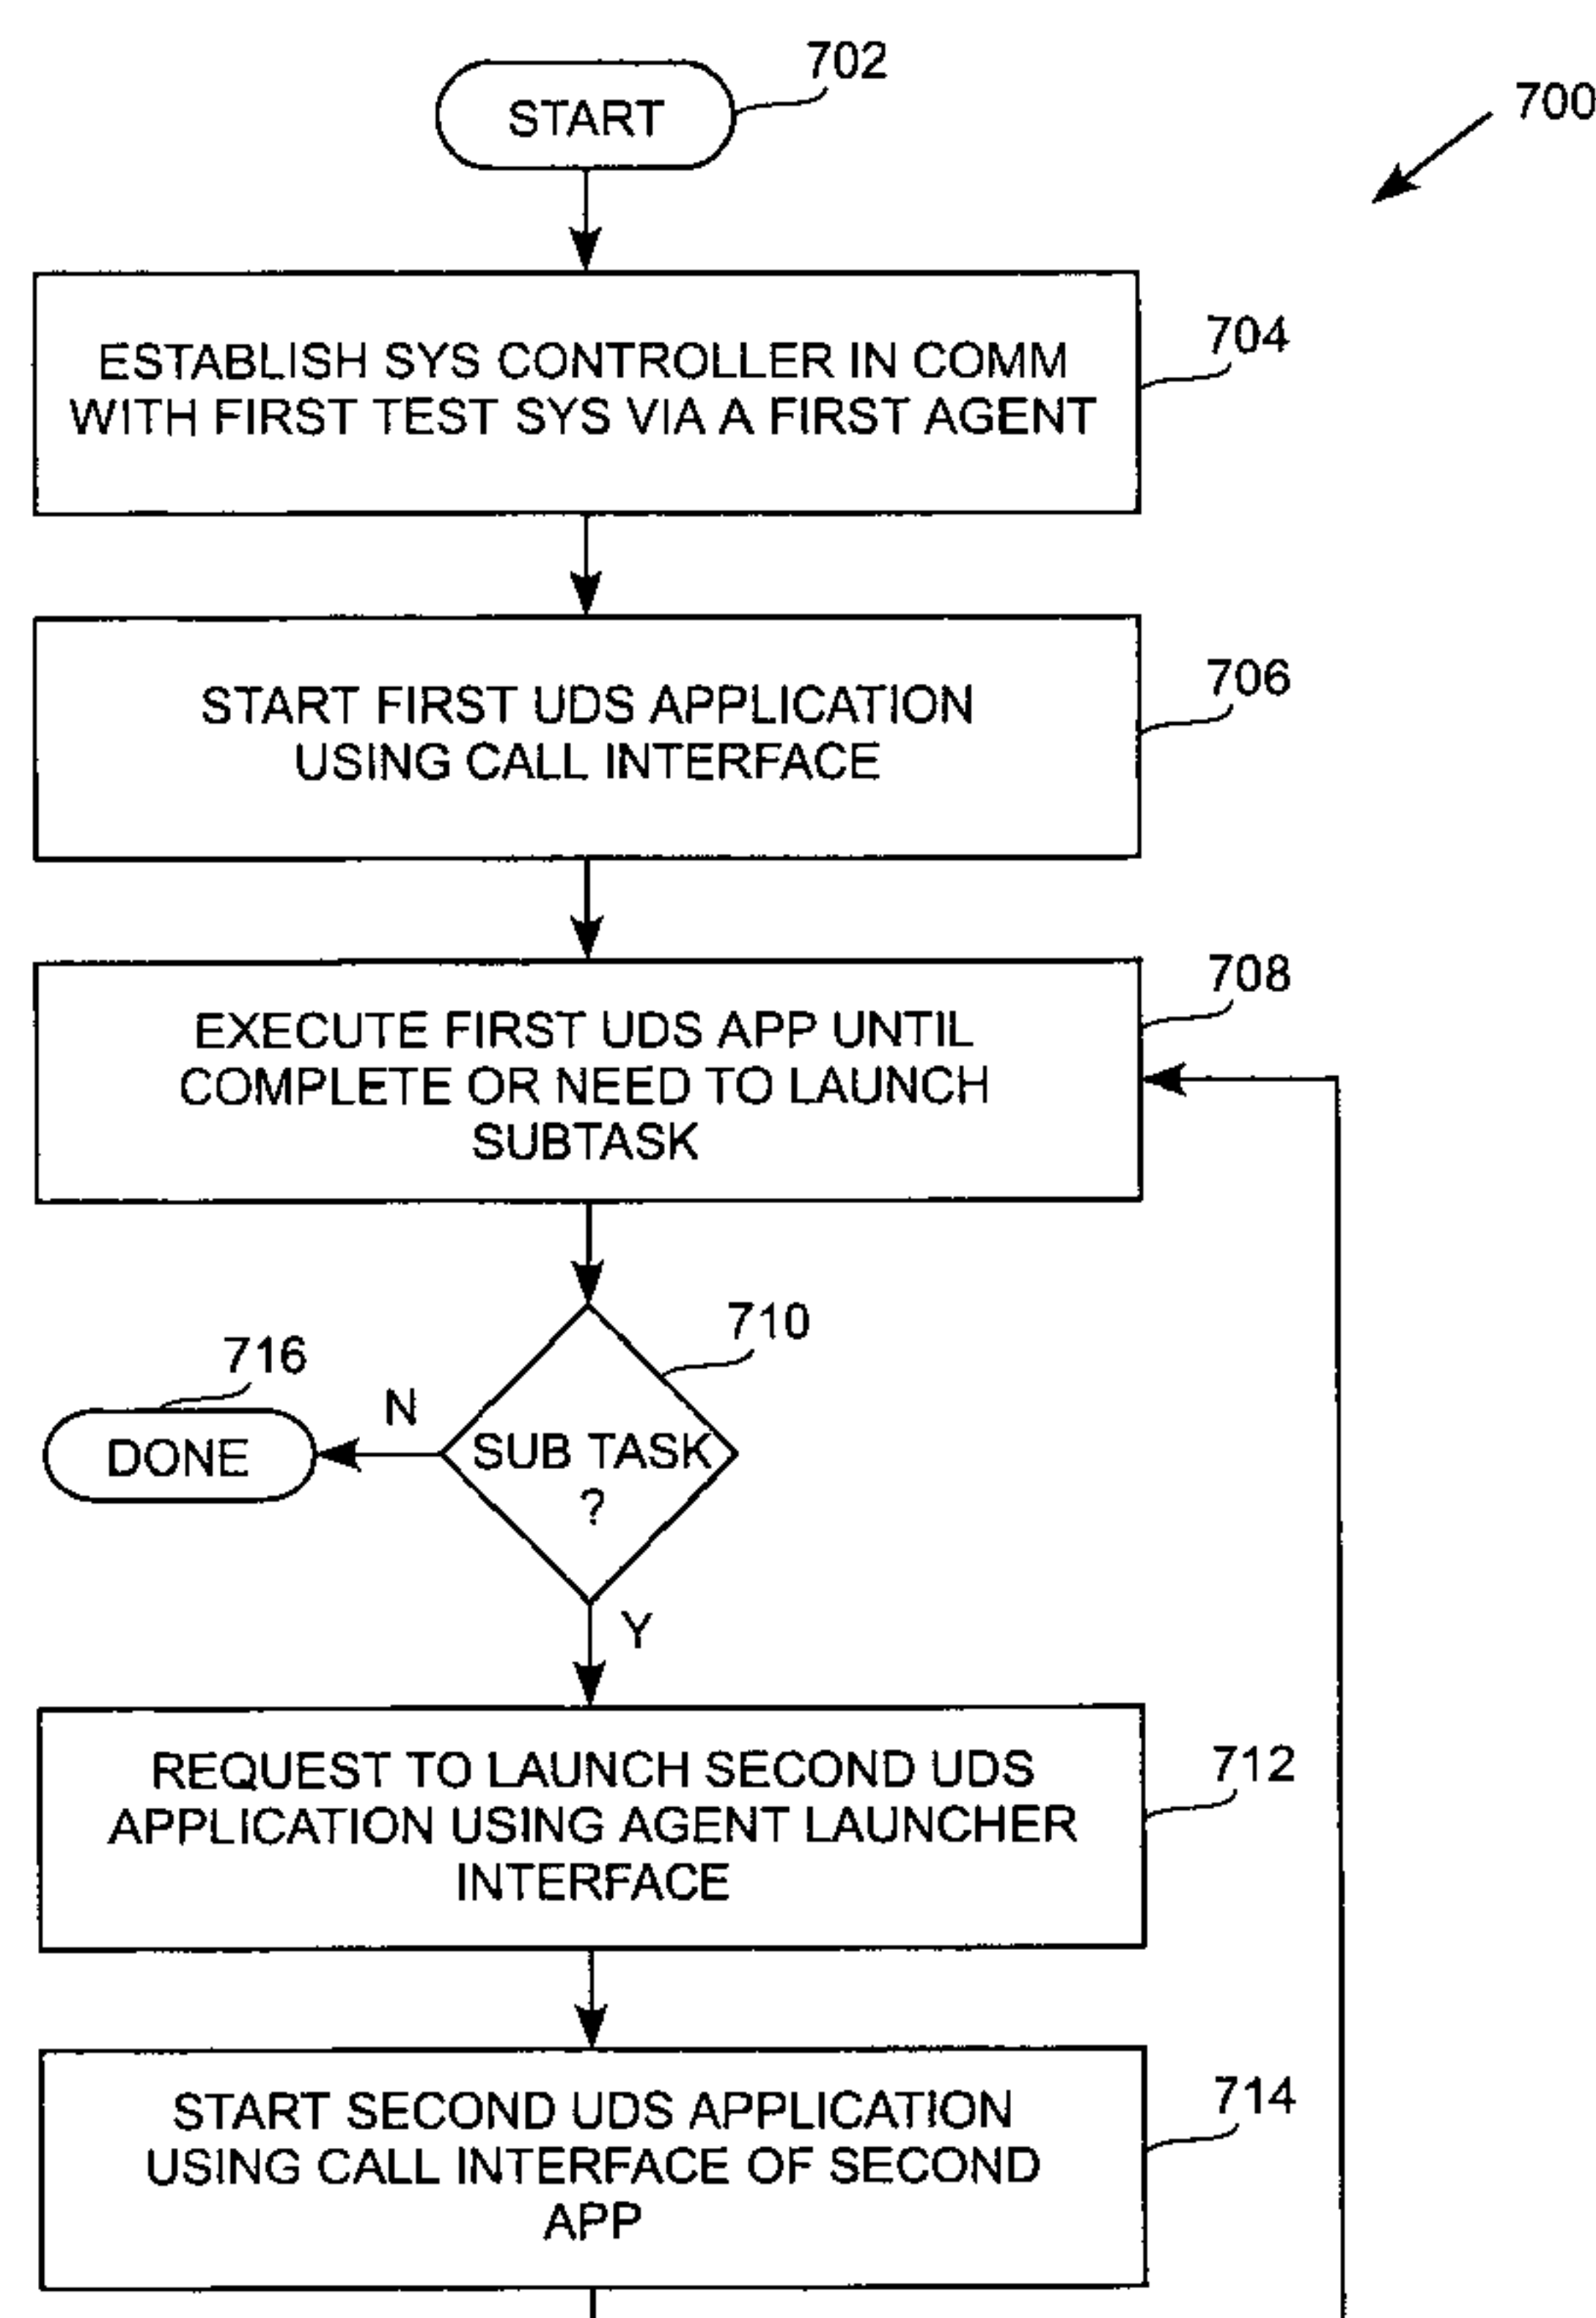 702
START
700
704
ESTABLISH SYS CONTROLLER IN COMM
WITH FIRST TEST SYS VIA A FIRST AGENT
706
START FIRST UDS APPLICATION
USING CALL INTERFACE
708
EXECUTE FIRST UDS APP UNTIL
COMPLETE OR NEED TO LAUNCH
SUBTASK
710
716
N
DONE
SUB TASK
?
Y
712
REQUEST TO LAUNCH SECOND UDS
APPLICATION USING AGENT LAUNCHER
INTERFACE
714
START SECOND UDS APPLICATION
USING CALL INTERFACE OF SECOND
APP